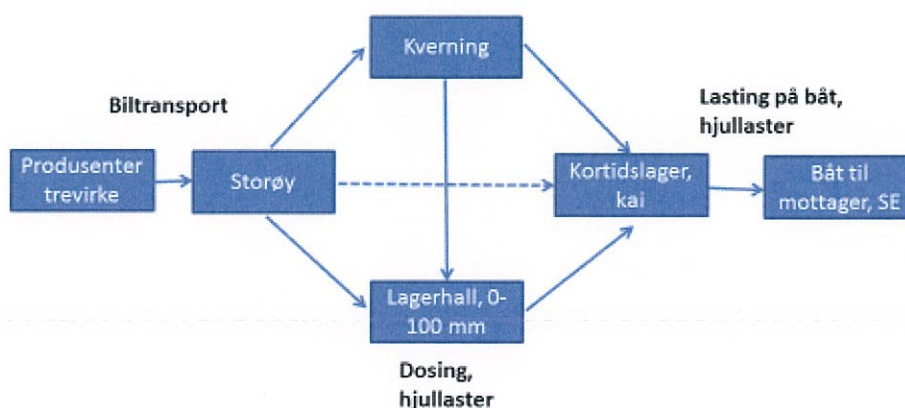 Kverning
Biltransport
Lasting på båt,
hjullaster
Produsenter
trevirke
Storøy
Kortidslager,
kai
Båt til
mottager, SE
Lagerhall, 0-
100 mm
Dosing,
hjullaster